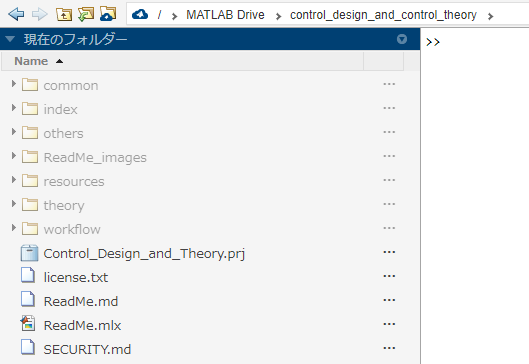 / MATLAB Drive control_design_and_control_theory
現在のフォルダー
Name
common
index
others
ReadMe_images
resources
theory
workflow
Control_Design_and_Theory.prj
license.txt
ReadMe.md
ReadMe.mlx
SECURITY.md
>>